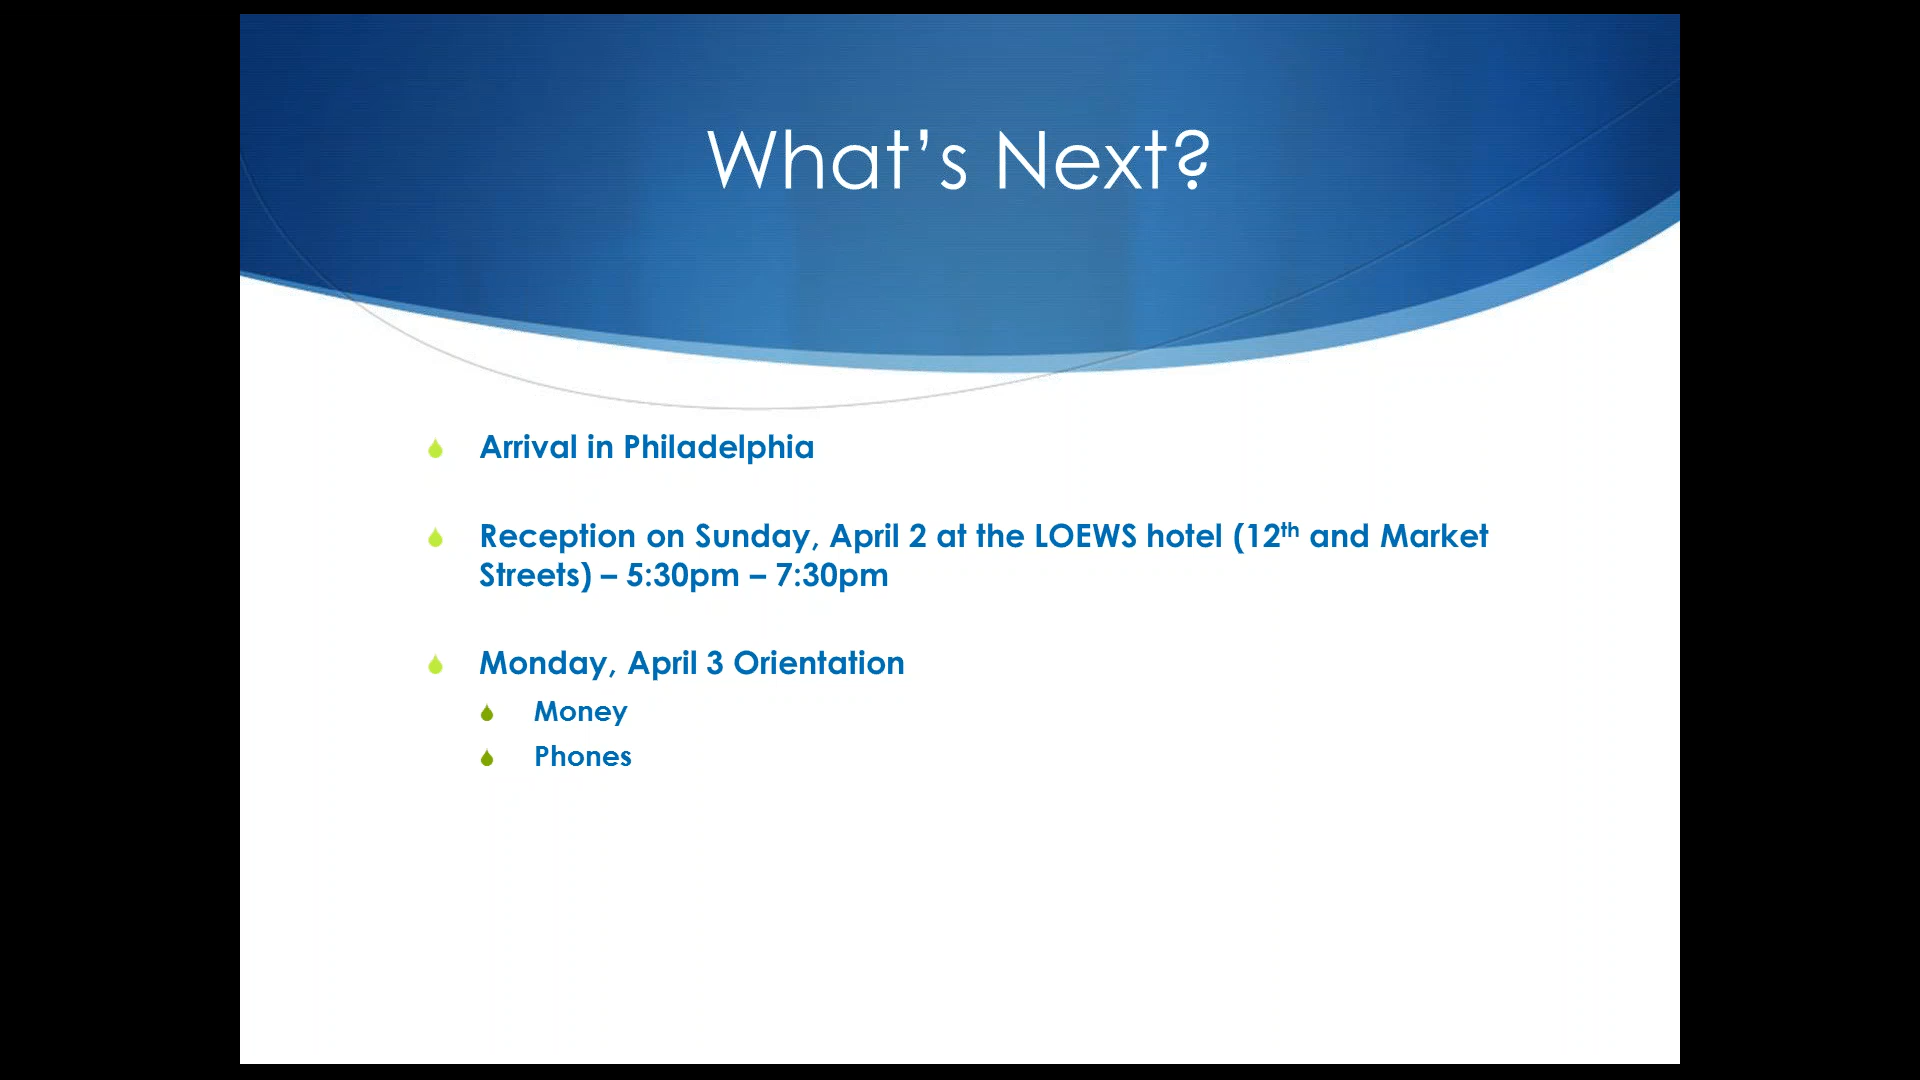 What’s Next?
Arrival in Philadelphia
Reception on Sunday, April 2 at the LOEWS hotel (12th and Market
Streets) – 5:30pm – 7:30pm
Monday, April 3 Orientation
Money
Phones